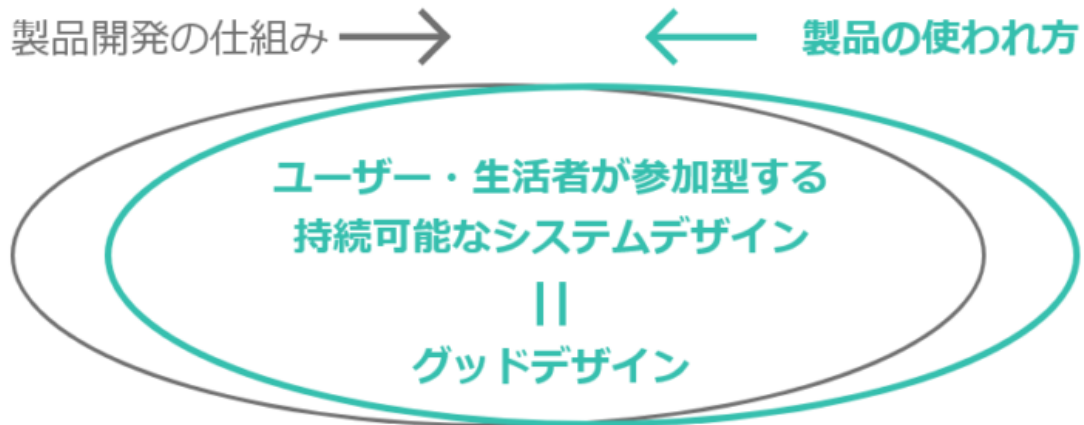 製品開発の仕組み
製品の使われ方
ユーザー・生活者が参加型する
持続可能なシステムデザイン
グッドデザイン